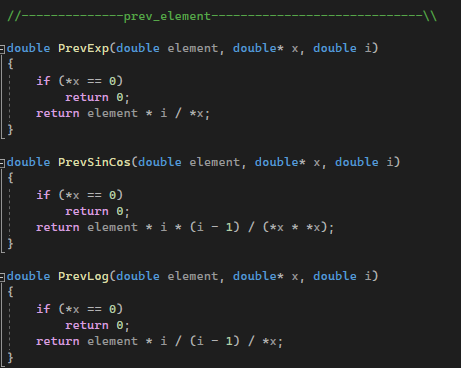 //--------------prev_element-----------------------------\\
double PrevExp(double element, double* x, double i)
{
if (*x == 0)
return 0;
return element * i / *x;
}
double PrevSinCos(double element, double* x, double i)
{
if (*x == 0)
return 0;
return element * i * (i - 1) / (*x * *x);
}
double PrevLog(double element, double* x, double i)
{
if (*x == 0)
return 0;
return element * i / (i - 1) / *x;
}